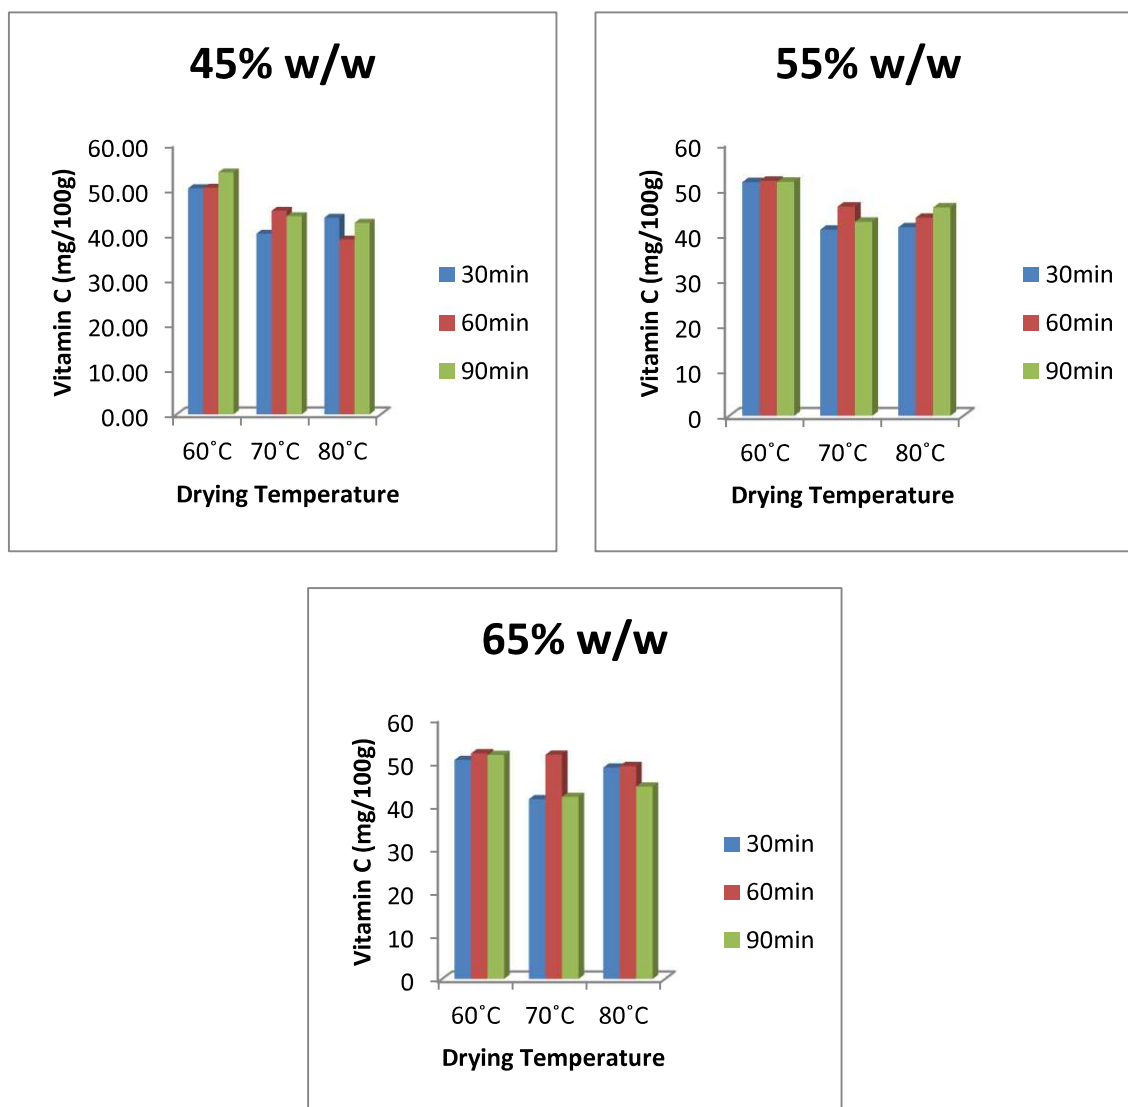 45% w/w
Vitamin C (mg/100g)
60.00
50.00
40.00
30.00
20.00
10.00
0.00
60˚C 70˚C 80˚C
Drying Temperature
30min
60min
90min
55% w/w
Vitamin C (mg/100g)
60
50
40
30
20
10
0
60˚C 70˚C 80˚C
Drying Temperature
30min
60min
90min
65% w/w
Vitamin C (mg/100g)
60
50
40
30
20
10
0
60˚C 70˚C 80˚C
Drying Temperature
30min
60min
90min